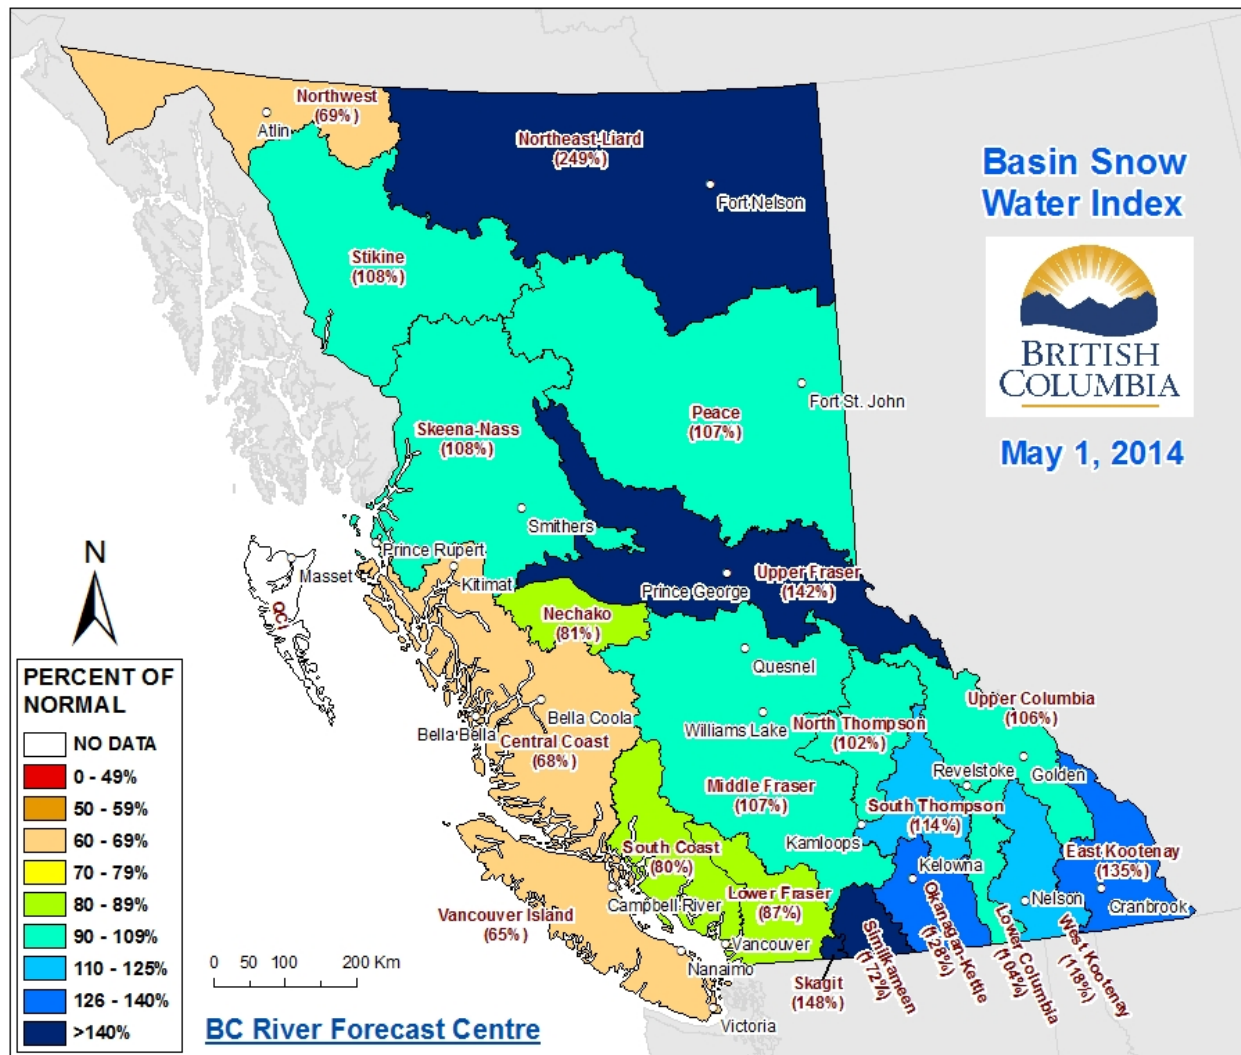 Northwest
(69%)
Atlin
Northeast-Liard
(249%)
Fort Nelson
Basin Snow
Water Index
BRITISH
COLUMBIA
May 1, 2014
Stikine
(108%)
Fort St. John
Peace
(107%)
Skeena-Nass
(108%)
Smithers
Prince Rupert
Masset
Kitimat
QCI
N
Prince George
Upper Fraser
(142%)
Nechako
(81%)
Quesnel
Upper Columbia
(106%)
Bella Coola
Bella Bella
Central Coast
(68%)
Williams Lake
North Thompson
(102%)
Revelstoke
Golden
Middle Fraser
(107%)
South Thompson
(114%)
Kamloops
South Coast
(80%)
Kelowna
East Kootenay
(135%)
Lower Fraser
(87%)
Campbell River
Nelson
Cranbrook
Vancouver Island
(65%)
Vancouver
Nanaimo
Victoria
Skagit
(148%)
Similkameen
(172%)
Okanagan-Kettle
(128%)
Lower Columbia
(104%)
West Kootenay
(118%)
PERCENT OF
NORMAL
NO DATA
0 - 49%
50 - 59%
60 - 69%
70 - 79%
80 - 89%
90 - 109%
110 - 125%
126 - 140%
>140%
0 50 100 200 Km
BC River Forecast Centre